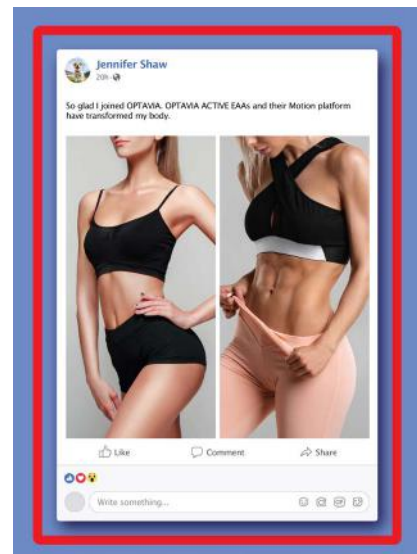 Jennifer Shaw
20h ·
So glad I joined OPTAVIA. OPTAVIA ACTIVE EAAs and their Motion platform
have transformed my body.
Like Comment Share
Write something...
GIF